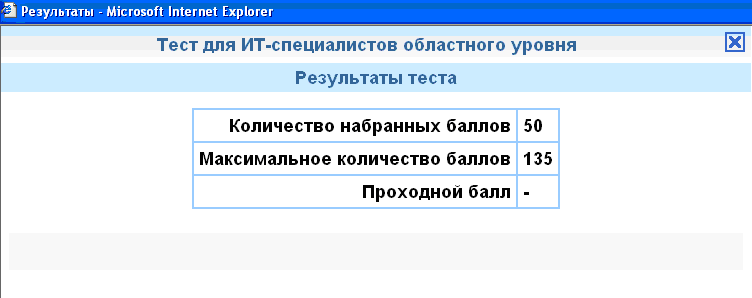 Результаты - Microsoft Internet Explorer
Тест для ИТ-специалистов областного уровня
Результаты теста
Количество набранных баллов 50
Максимальное количество баллов 135
Проходной балл -